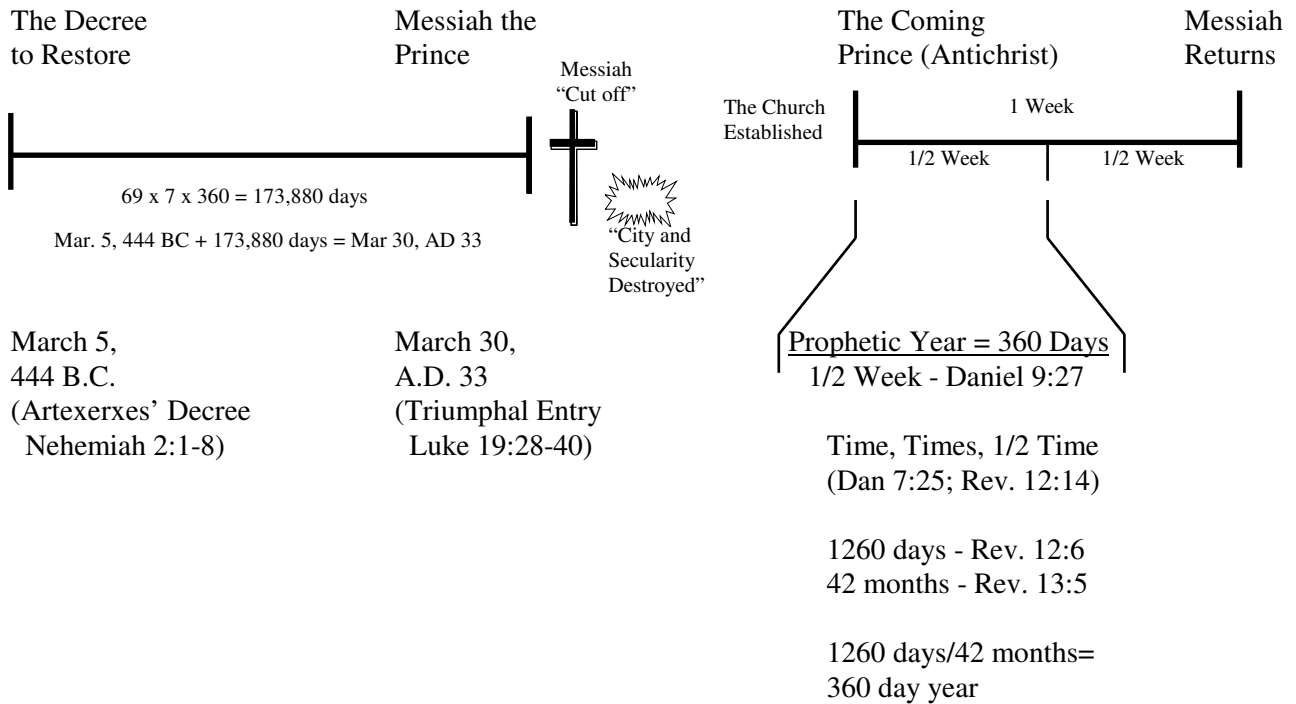 The Decree
to Restore
Messiah the
Prince
Messiah
“Cut off”
The Coming
Prince (Antichrist)
Messiah
Returns
The Church
Established
1 Week
1/2 Week
1/2 Week
69 x 7 x 360 = 173,880 days
Mar. 5, 444 BC + 173,880 days = Mar 30, AD 33
“City and
Secularity
Destroyed”
March 5,
444 B.C.
(Artexerxes’ Decree
Nehemiah 2:1-8)
March 30,
A.D. 33
(Triumphal Entry
Luke 19:28-40)
Prophetic Year = 360 Days
1/2 Week - Daniel 9:27
Time, Times, 1/2 Time
(Dan 7:25; Rev. 12:14)
1260 days - Rev. 12:6
42 months - Rev. 13:5
1260 days/42 months=
360 day year